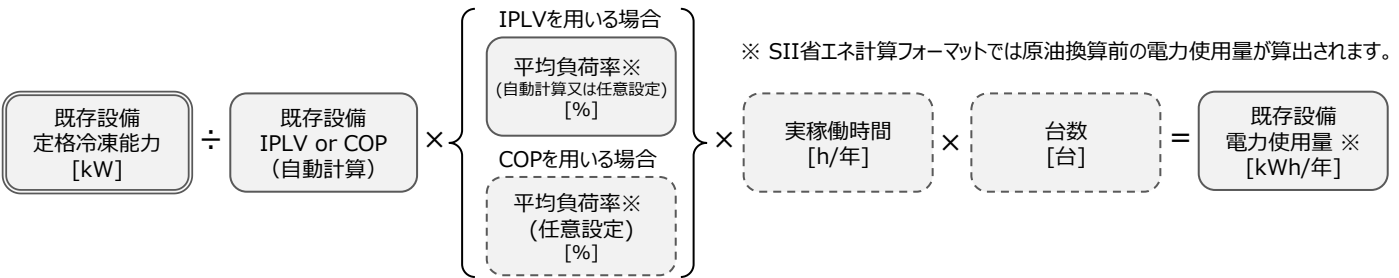 IPLVを用いる場合
平均負荷率※
(自動計算又は任意設定)
[%]
※ SII省エネ計算フォーマットでは原油換算前の電力使用量が算出されます。
既存設備
定格冷凍能力
[kW]
÷
既存設備
IPLV or COP
（自動計算）
×
COPを用いる場合
平均負荷率※
(任意設定)
[%]
×
実稼働時間
[h/年]
×
台数
[台]
=
既存設備
電力使用量 ※
[kWh/年]